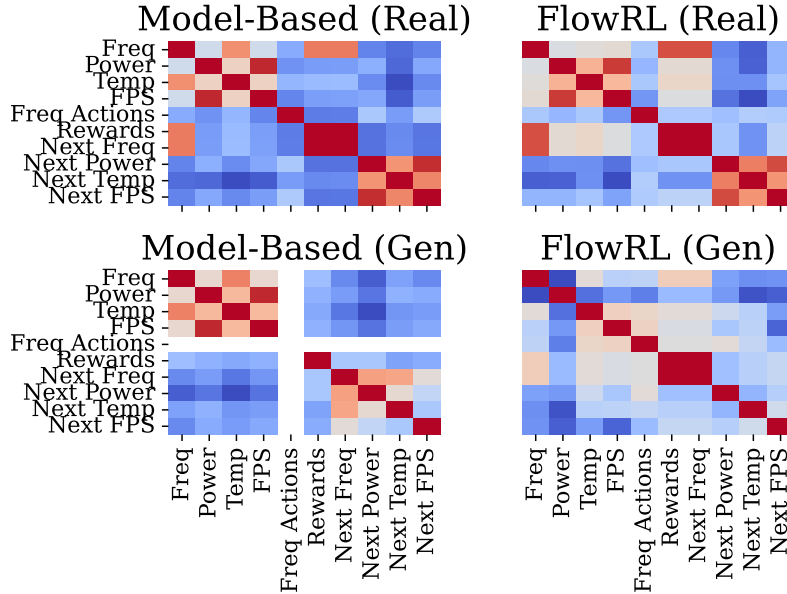 Model-Based (Real)
FlowRL (Real)
Freq
Power
Temp
FPS
Freq Actions
Rewards
Next Freq
Next Power
Next Temp
Next FPS
Model-Based (Gen)
FlowRL (Gen)
Freq
Power
Temp
FPS
Freq Actions
Rewards
Next Freq
Next Power
Next Temp
Next FPS
Freq
Power
Temp
FPS
Freq Actions
Rewards
Next Freq
Next Power
Next Temp
Next FPS
Freq
Power
Temp
FPS
Freq Actions
Rewards
Next Freq
Next Power
Next Temp
Next FPS